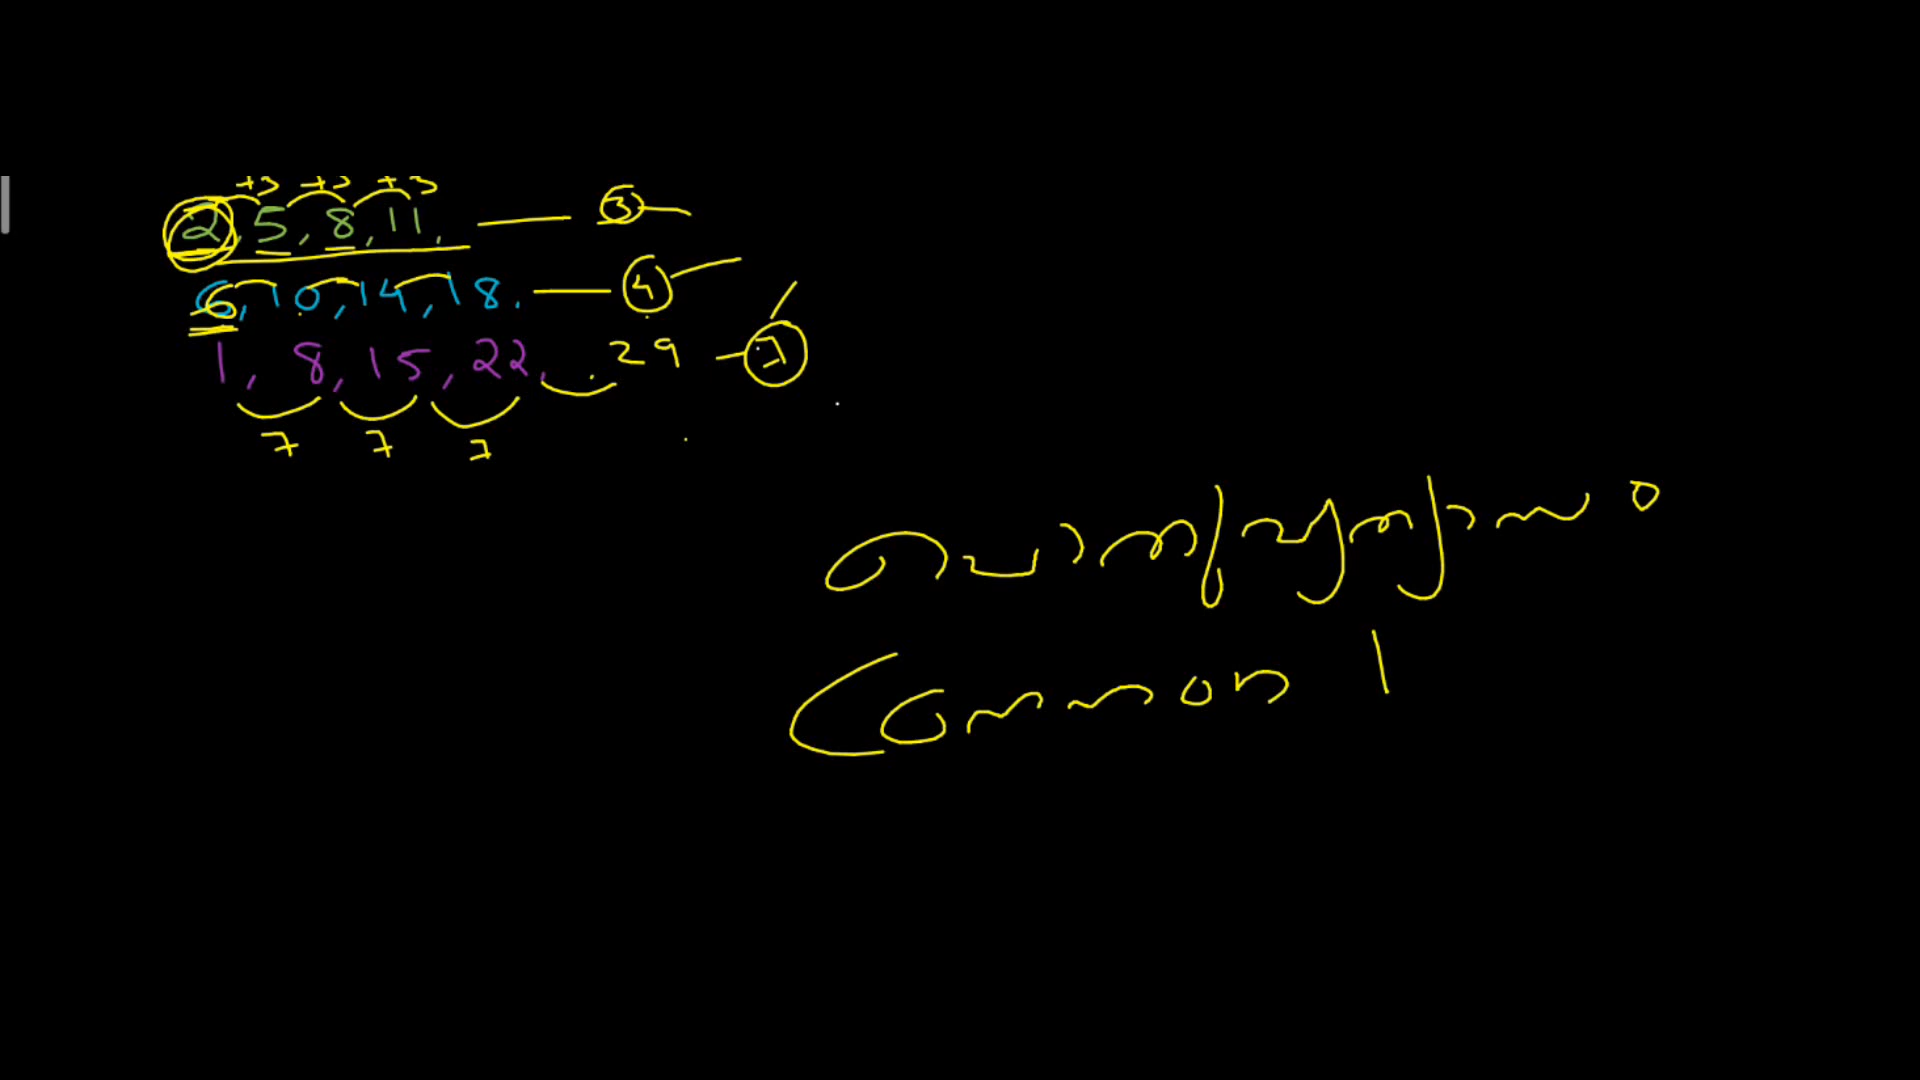 +3 +3 +3
2, 5, 8, 11, — 3
6, 10, 14, 18. — 4
1, 8, 15, 22, 29 — 7
7 7 7
പൊതുവ്യത്യാസം
Common